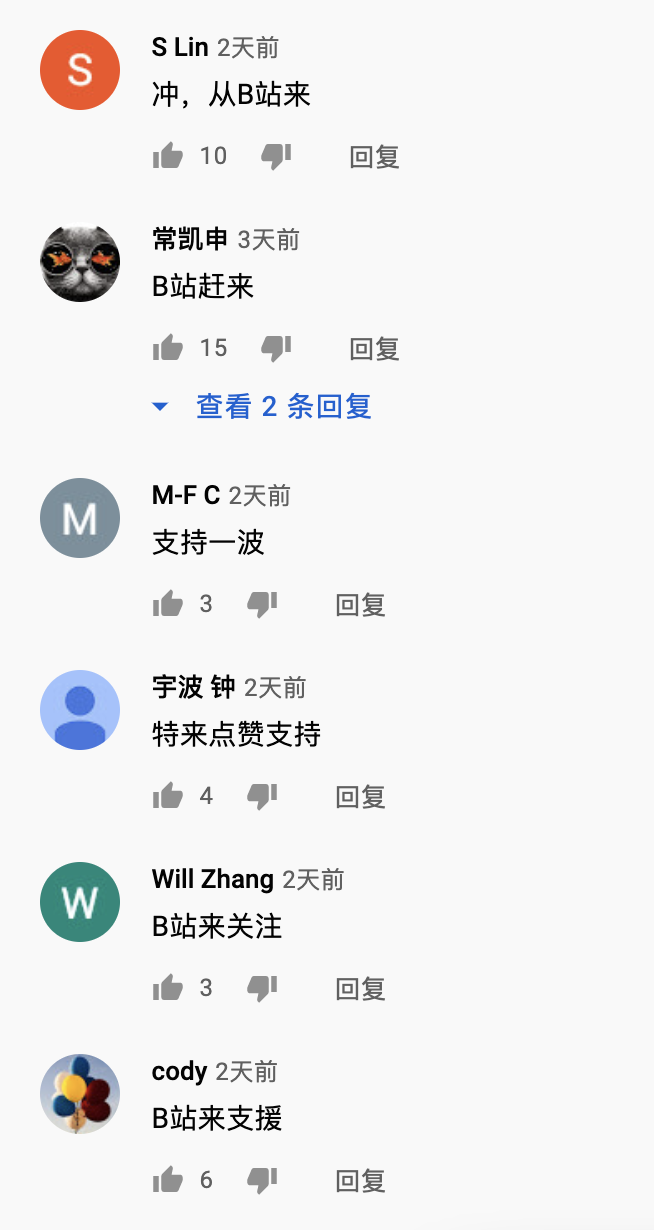 S
S Lin 2天前
冲，从B站来
10 回复
常凯申 3天前
B站赶来
15 回复
查看 2 条回复
M
M-F C 2天前
支持一波
3 回复
宇波 钟 2天前
特来点赞支持
4 回复
W
Will Zhang 2天前
B站来关注
3 回复
cody 2天前
B站来支援
6 回复